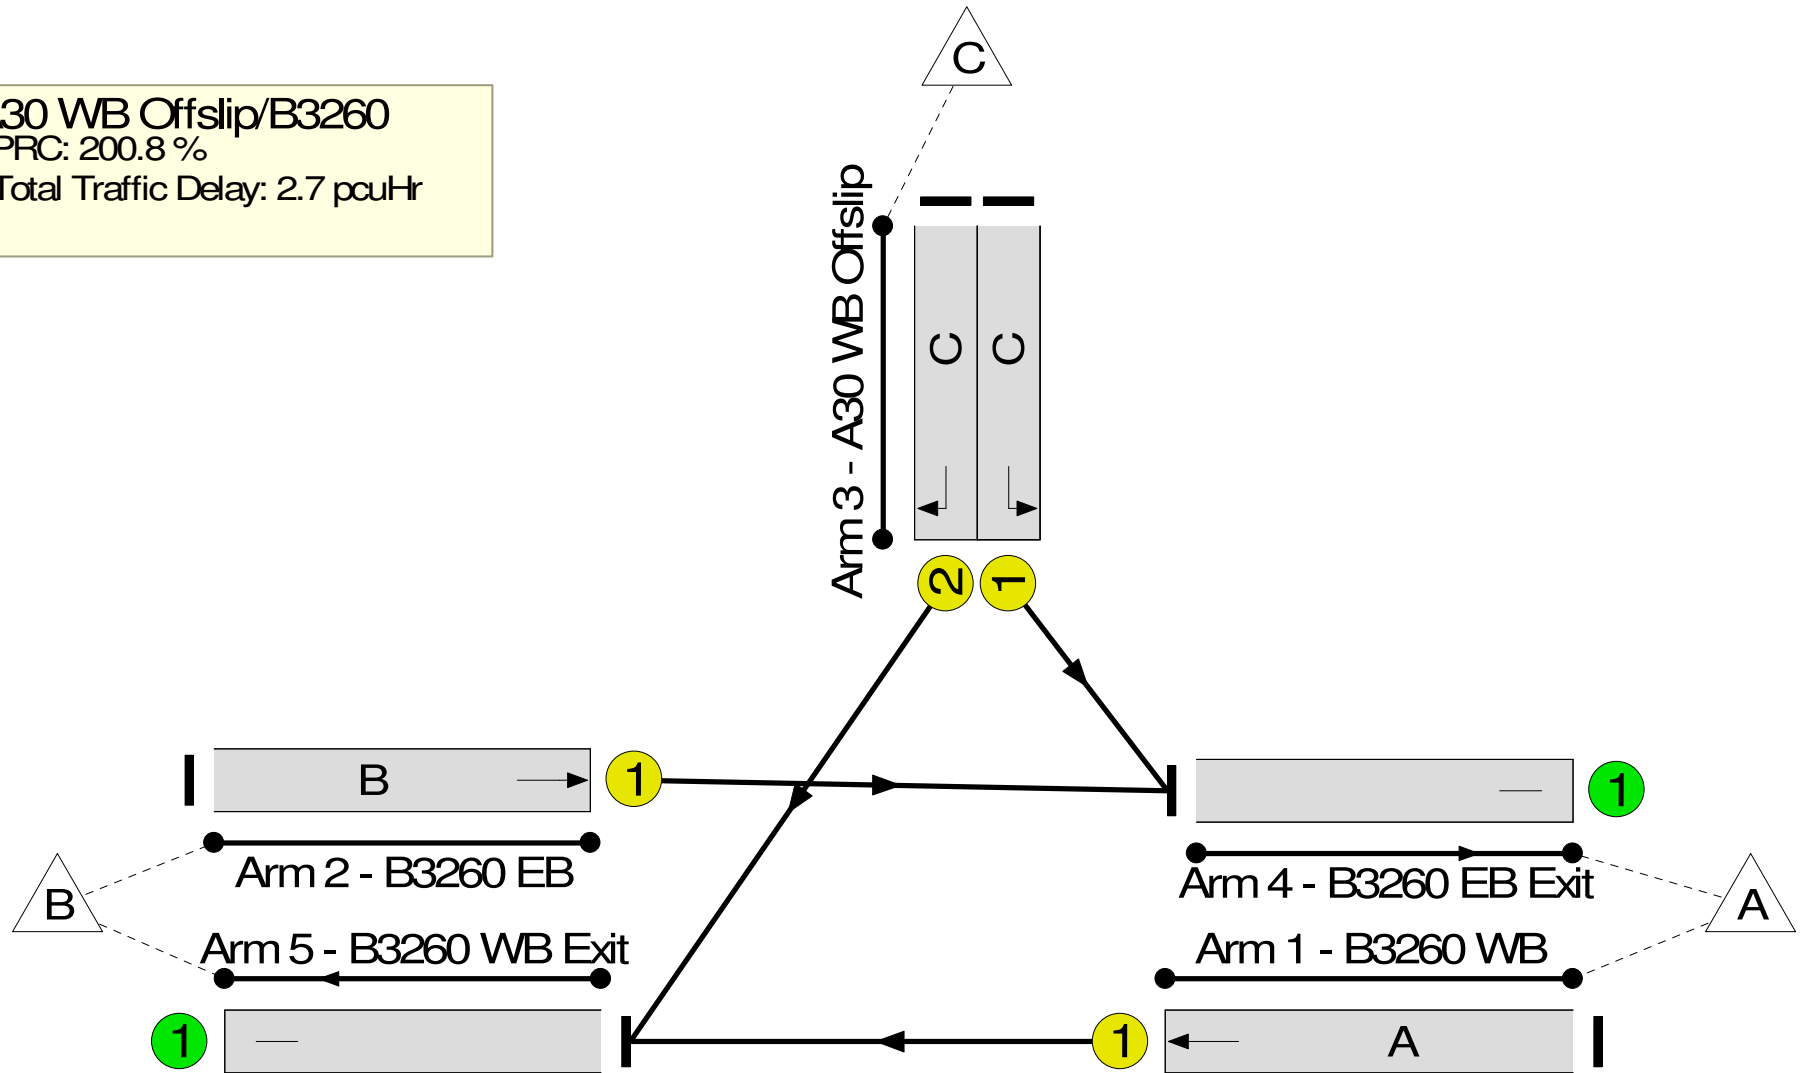 C
30 WB Offslip/B3260
PRC: 200.8 %
Total Traffic Delay: 2.7 pcuHr
Arm 3 - A30 WB Offslip
C C
2 1
B 1
1
Arm 2 - B3260 EB
Arm 4 - B3260 EB Exit
B
A
Arm 5 - B3260 WB Exit
Arm 1 - B3260 WB
1
1 A